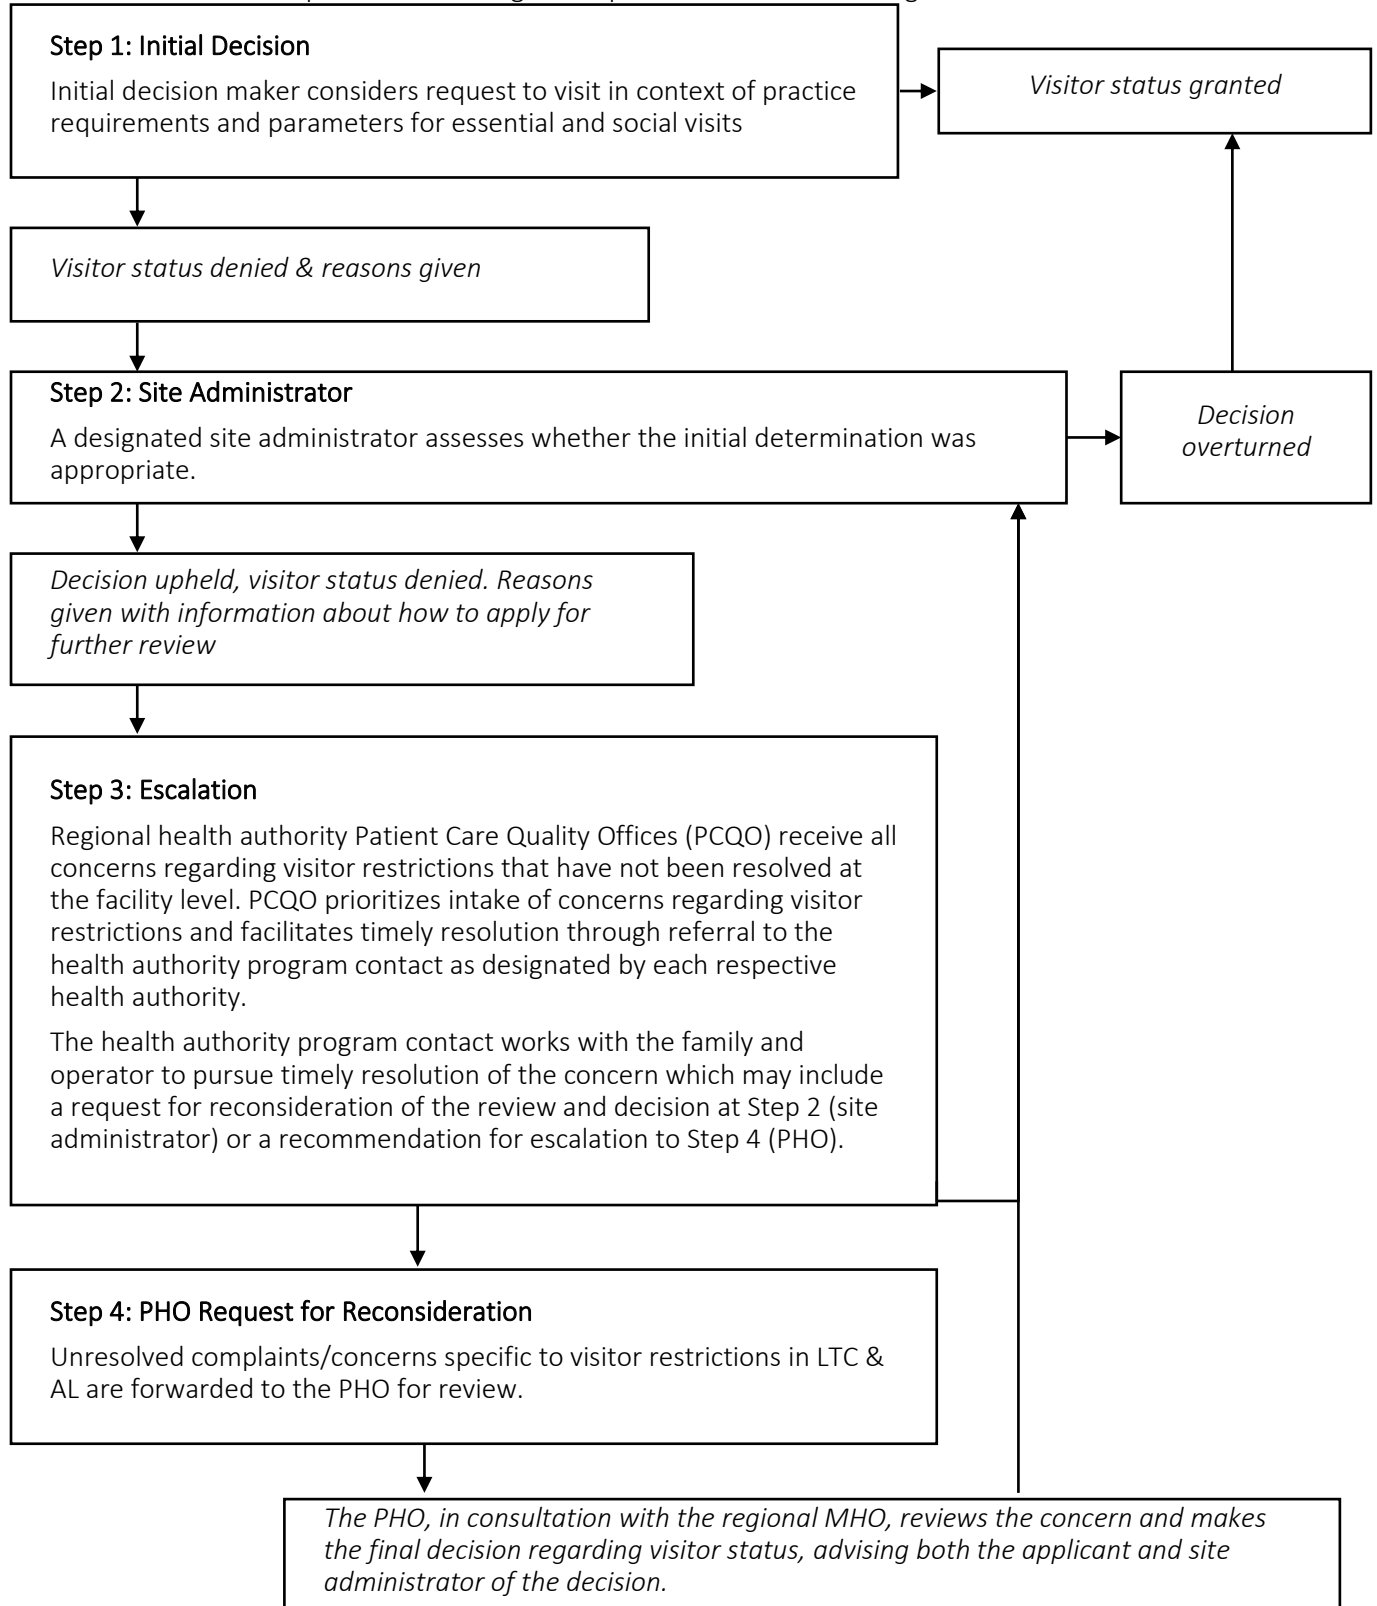 Step 1: Initial Decision
Initial decision maker considers request to visit in context of practice
requirements and parameters for essential and social visits
Visitor status granted
Visitor status denied & reasons given
Step 2: Site Administrator
A designated site administrator assesses whether the initial determination was
appropriate.
Decision
overturned
Decision upheld, visitor status denied. Reasons
given with information about how to apply for
further review
Step 3: Escalation
Regional health authority Patient Care Quality Offices (PCQO) receive all
concerns regarding visitor restrictions that have not been resolved at
the facility level. PCQO prioritizes intake of concerns regarding visitor
restrictions and facilitates timely resolution through referral to the
health authority program contact as designated by each respective
health authority.
The health authority program contact works with the family and
operator to pursue timely resolution of the concern which may include
a request for reconsideration of the review and decision at Step 2 (site
administrator) or a recommendation for escalation to Step 4 (PHO).
Step 4: PHO Request for Reconsideration
Unresolved complaints/concerns specific to visitor restrictions in LTC &
AL are forwarded to the PHO for review.
The PHO, in consultation with the regional MHO, reviews the concern and makes
the final decision regarding visitor status, advising both the applicant and site
administrator of the decision.